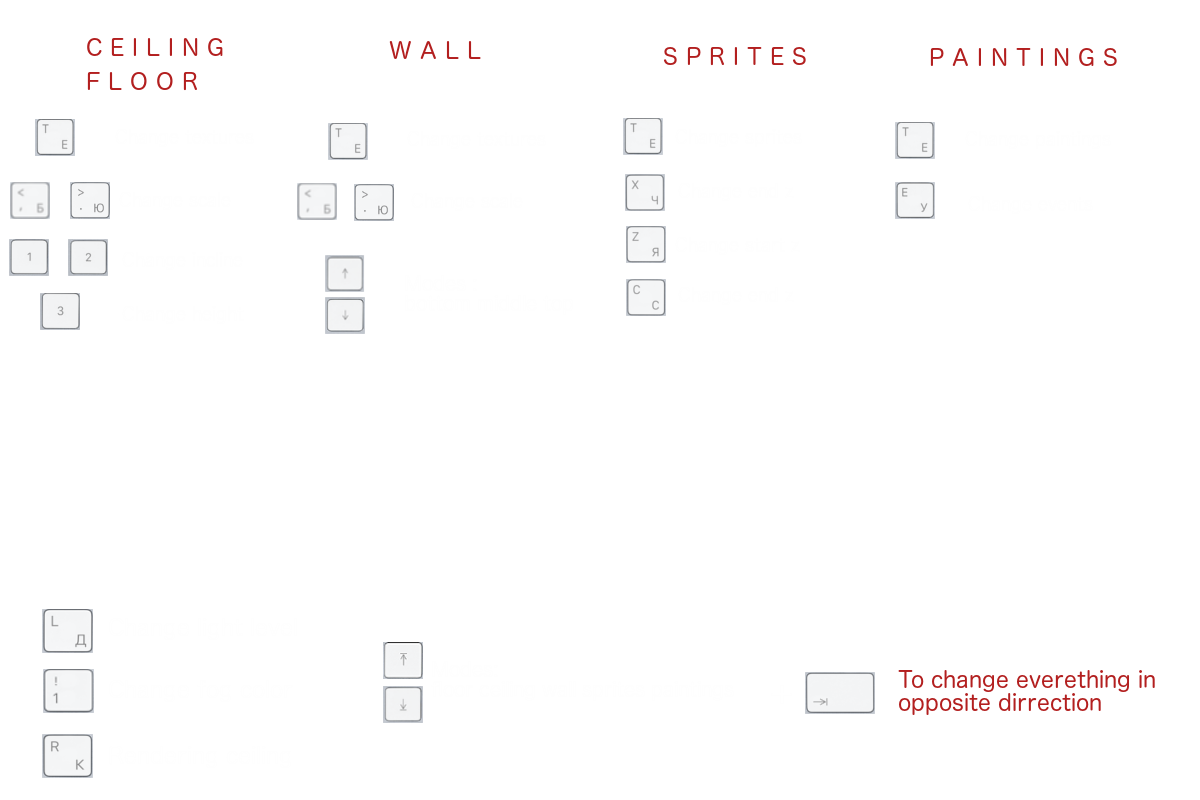 CEILING
FLOOR
WALL
SPRITES
PAINTINGS
T
E
T
E
T
E
T
E
<
, Б
>
. Ю
<
, Б
>
. Ю
X
Ч
E
У
1
2
↑
Z
Я
3
↓
C
С
L
Д
!
1
R
К
⤒
⤓
⇥
To change everething in
opposite dirrection